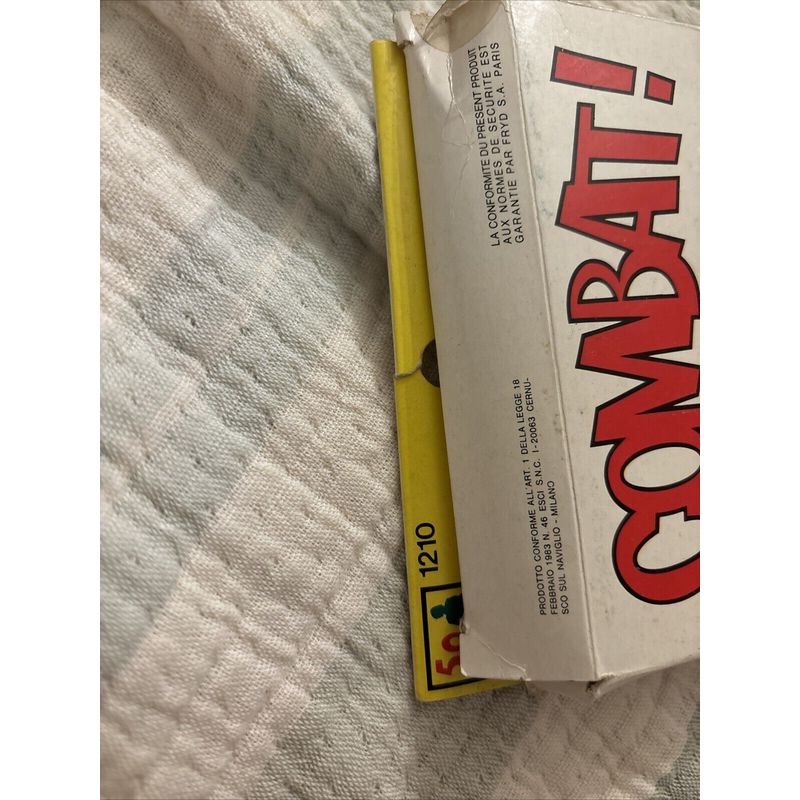 COMBAT!
LA CONFORMITE DU PRESENT PRODUIT
AUX NORMES DE SECURITE EST
GARANTIE PAR FRYD S.A. PARIS
PRODOTTO CONFORME ALL'ART. 1 DELLA LEGGE 18
FEBBRAIO 1983 N. 46 ESCI S.N.C. I-20063 CERNU-
SCO SUL NAVIGLIO - MILANO
1210
50